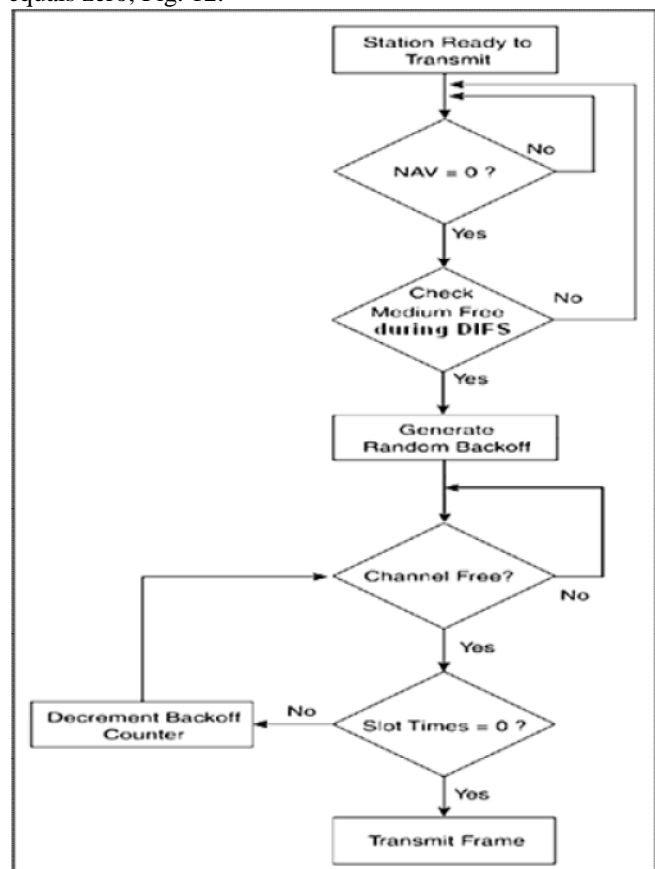 equals zero, Fig. 12.
Station Ready to
Transmit
No
NAV = 0 ?
Yes
Check
Medium Free
during DIFS
No
Yes
Generate
Random Backoff
Channel Free?
No
Yes
Decrement Backoff
Counter
No
Slot Times = 0 ?
Yes
Transmit Frame